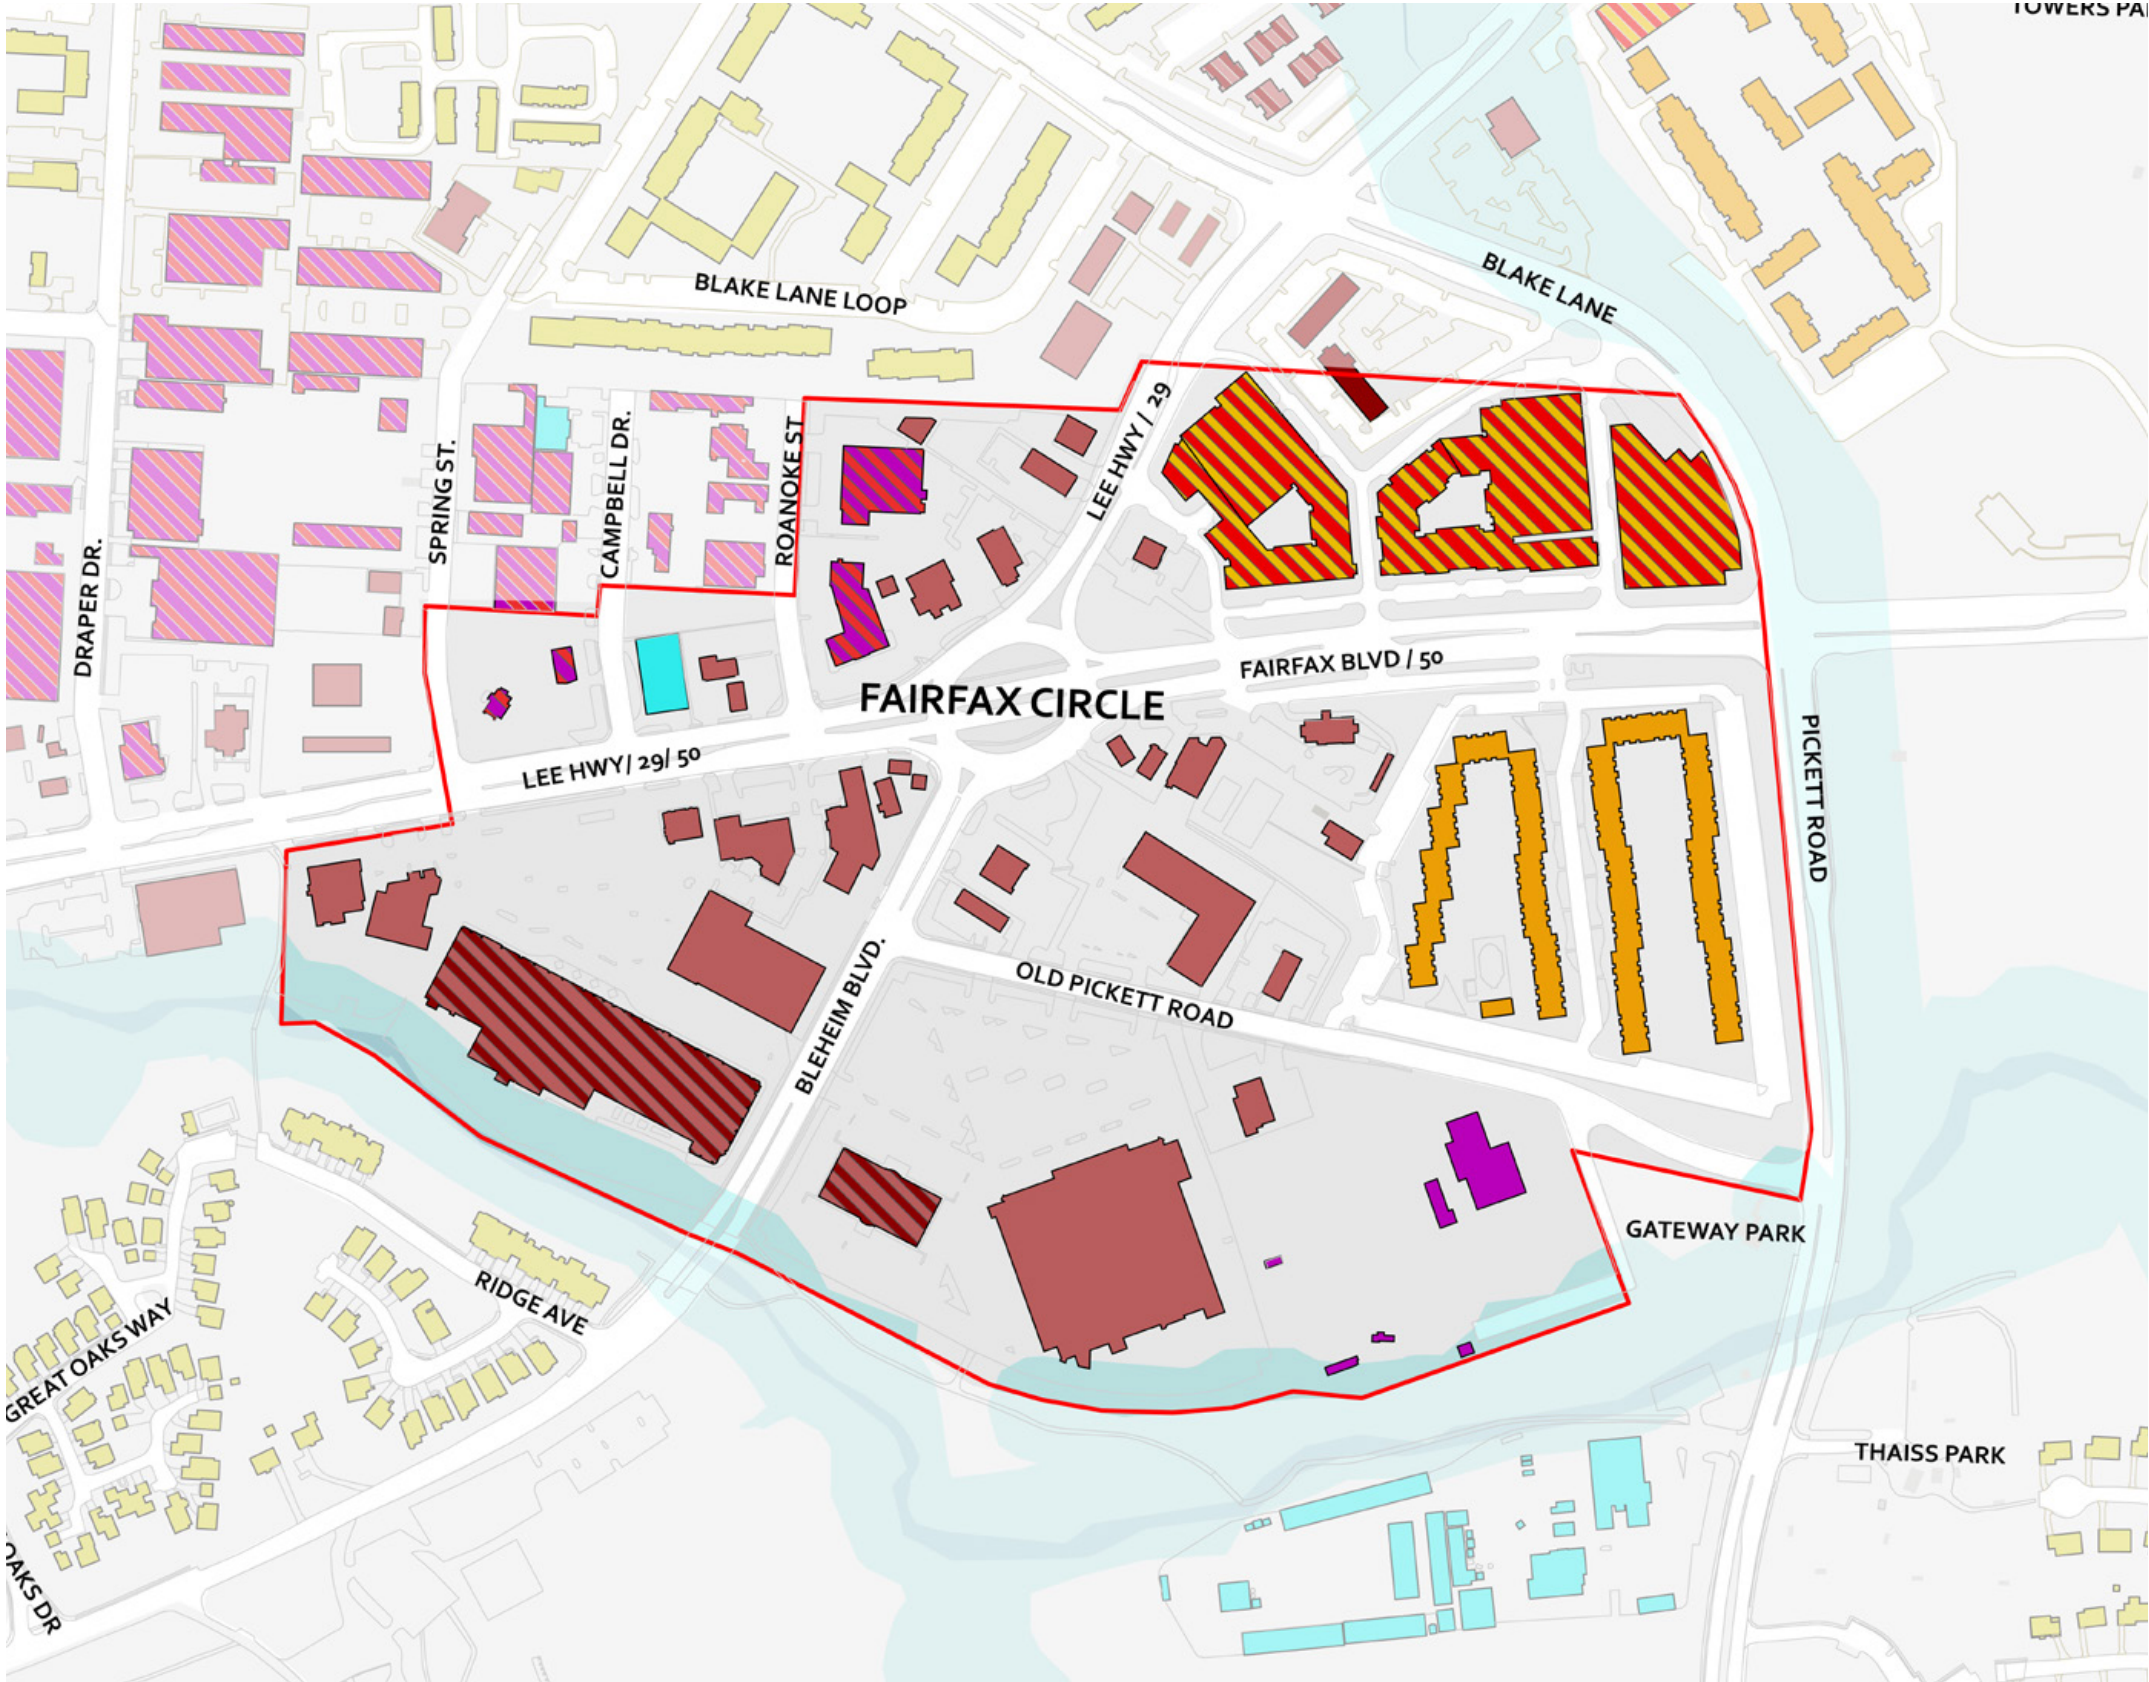 TOWERS PA
BLAKE LANE
BLAKE LANE LOOP
LEE HWY / 29
SPRING ST.
CAMPBELL DR.
ROANOKE ST
DRAPER DR.
FAIRFAX BLVD / 50
FAIRFAX CIRCLE
LEE HWY/ 29/ 50
PICKETT ROAD
BLEHEIM BLVD.
OLD PICKETT ROAD
GATEWAY PARK
RIDGE AVE
GREAT OAKS WAY
THAISS PARK
OAKS DR